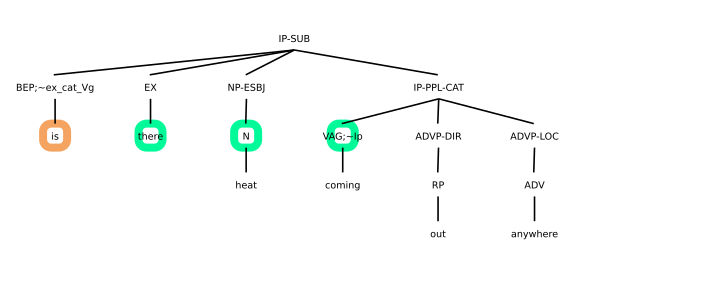 IP-SUB
BEP;~ex_cat_Vg EX NP-ESBJ IP-PPL-CAT
is there N VAG;~Ip ADVP-DIR ADVP-LOC
heat coming RP ADV
out anywhere